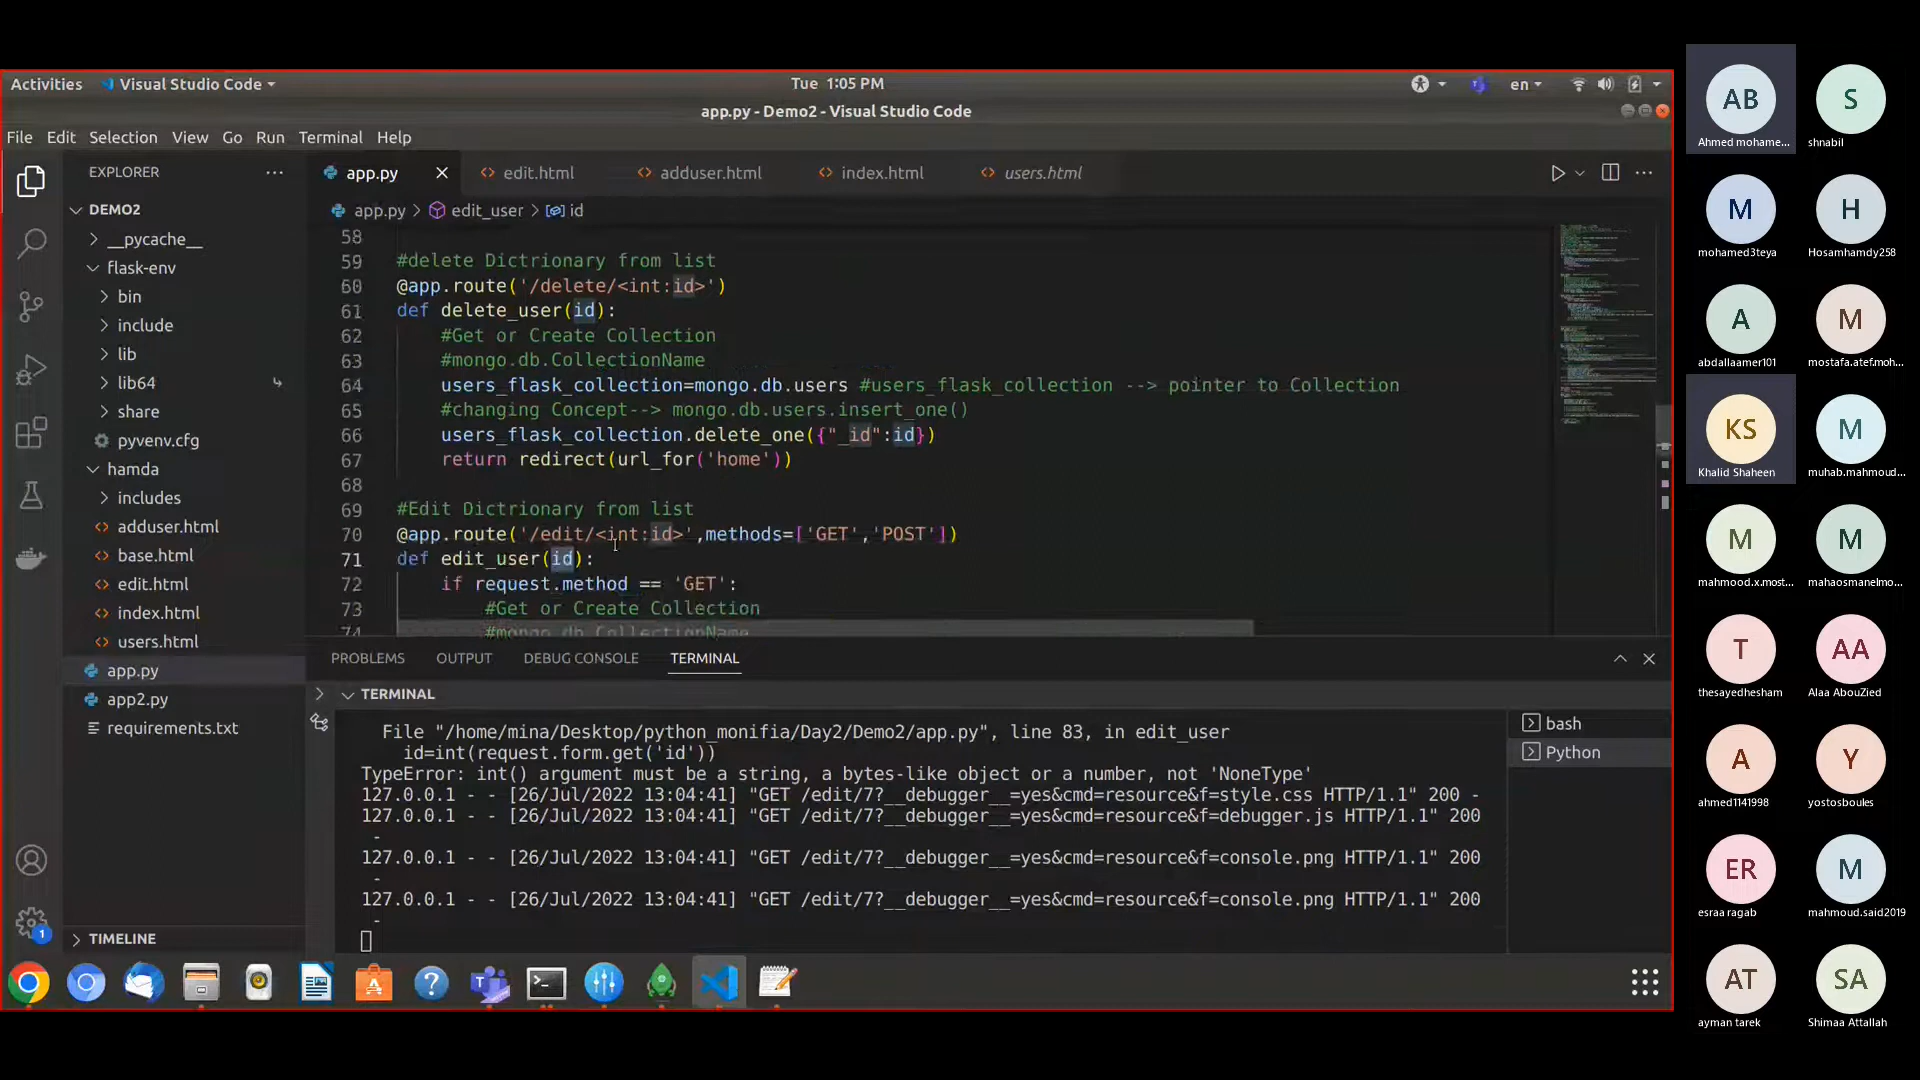 Activities
Visual Studio Code
Tue 1:05 PM
en
app.py - Demo2 - Visual Studio Code
File Edit Selection View Go Run Terminal Help
EXPLORER
DEMO2
__pycache__
flask-env
bin
include
lib
lib64
share
pyvenv.cfg
hamda
includes
adduser.html
base.html
edit.html
index.html
users.html
app.py
app2.py
requirements.txt
TIMELINE
1
app.py
edit.html
adduser.html
index.html
users.html
app.py > edit_user > id
58
59 #delete Dictrionary from list
60 @app.route('/delete/<int:id>')
61 def delete_user(id):
62 #Get or Create Collection
63 #mongo.db.CollectionName
64 users_flask_collection=mongo.db.users #users_flask_collection --> pointer to Collection
65 #changing Concept--> mongo.db.users.insert_one()
66 users_flask_collection.delete_one({"_id":id})
67 return redirect(url_for('home'))
68
69 #Edit Dictrionary from list
70 @app.route('/edit/<int:id>',methods=['GET','POST'])
71 def edit_user(id):
72 if request.method == 'GET':
73 #Get or Create Collection
74 #mongo.db.CollectionName
PROBLEMS OUTPUT DEBUG CONSOLE TERMINAL
TERMINAL
File "/home/mina/Desktop/python_monifia/Day2/Demo2/app.py", line 83, in edit_user
id=int(request.form.get('id'))
TypeError: int() argument must be a string, a bytes-like object or a number, not 'NoneType'
127.0.0.1 - - [26/Jul/2022 13:04:41] "GET /edit/7?__debugger__=yes&cmd=resource&f=style.css HTTP/1.1" 200 -
127.0.0.1 - - [26/Jul/2022 13:04:41] "GET /edit/7?__debugger__=yes&cmd=resource&f=debugger.js HTTP/1.1" 200
-
127.0.0.1 - - [26/Jul/2022 13:04:41] "GET /edit/7?__debugger__=yes&cmd=resource&f=console.png HTTP/1.1" 200
-
127.0.0.1 - - [26/Jul/2022 13:04:41] "GET /edit/7?__debugger__=yes&cmd=resource&f=console.png HTTP/1.1" 200
-
bash
Python
AB
Ahmed mohame...
S
shnabil
M
mohamed3teya
H
Hosamhamdy258
A
abdallaamer101
M
mostafa.atef.moh...
KS
Khalid Shaheen
M
muhab.mahmoud...
M
mahmood.x.most...
M
mahaosmanelmo...
T
thesayedhesham
AA
Alaa AbouZied
A
ahmed1141998
Y
yostosboules
ER
esraa ragab
M
mahmoud.said2019
AT
ayman tarek
SA
Shimaa Attallah